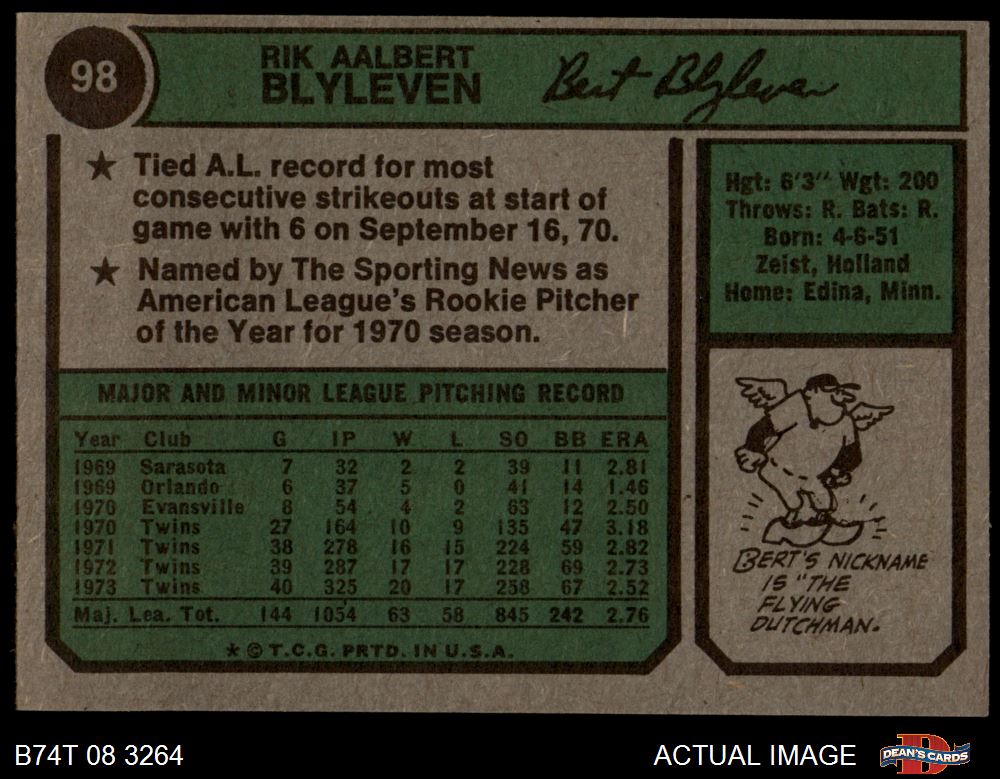 98
RIK AALBERT
BLYLEVEN
Bert Blyleven
★ Tied A.L. record for most
consecutive strikeouts at start of
game with 6 on September 16, 70.
★ Named by The Sporting News as
American League's Rookie Pitcher
of the Year for 1970 season.
Hgt: 6'3" Wgt: 200
Throws: R. Bats: R.
Born: 4-6-51
Zeist, Holland
Home: Edina, Minn.
MAJOR AND MINOR LEAGUE PITCHING RECORD
Year Club G IP W L SO BB ERA
1969 Sarasota 7 32 2 2 39 11 2.81
1969 Orlando 6 37 5 0 41 14 1.46
1970 Evansville 8 54 4 2 63 12 2.50
1970 Twins 27 164 10 9 135 47 3.18
1971 Twins 38 278 16 15 224 59 2.82
1972 Twins 39 287 17 17 228 69 2.73
1973 Twins 40 325 20 17 258 67 2.52
Maj. Lea. Tot. 144 1054 63 58 845 242 2.76
★ © T.C.G. PRTD. IN U.S.A.
BERT'S NICKNAME
IS "THE
FLYING
DUTCHMAN.
B74T 08 3264
ACTUAL IMAGE
DEAN'S CARDS